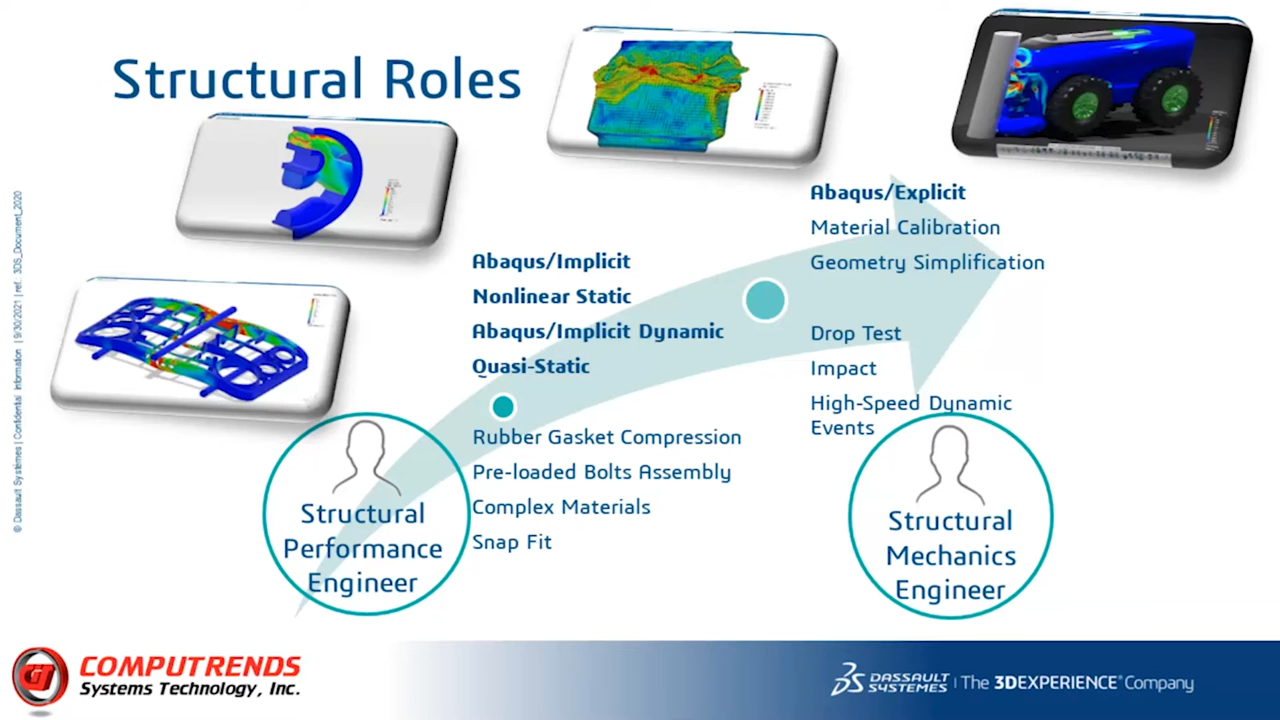 Structural Roles
Abaqus/Explicit
Material Calibration
Geometry Simplification
Drop Test
Impact
High-Speed Dynamic
Events
Abaqus/Implicit
Nonlinear Static
Abaqus/Implicit Dynamic
Quasi-Static
Rubber Gasket Compression
Pre-loaded Bolts Assembly
Complex Materials
Snap Fit
Structural
Performance
Engineer
Structural
Mechanics
Engineer
© Dassault Systèmes | Confidential Information | 9/30/2021 | ref.: 3DS_Document_2020
COMPUTRENDS
Systems Technology, Inc.
DASSAULT
SYSTEMES | The 3DEXPERIENCE® Company